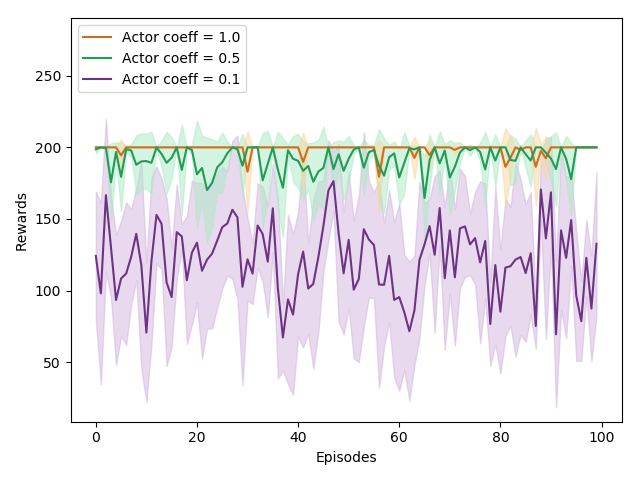 Actor coeff = 1.0
Actor coeff = 0.5
Actor coeff = 0.1
250
200
150
100
50
Rewards
0 20 40 60 80 100
Episodes